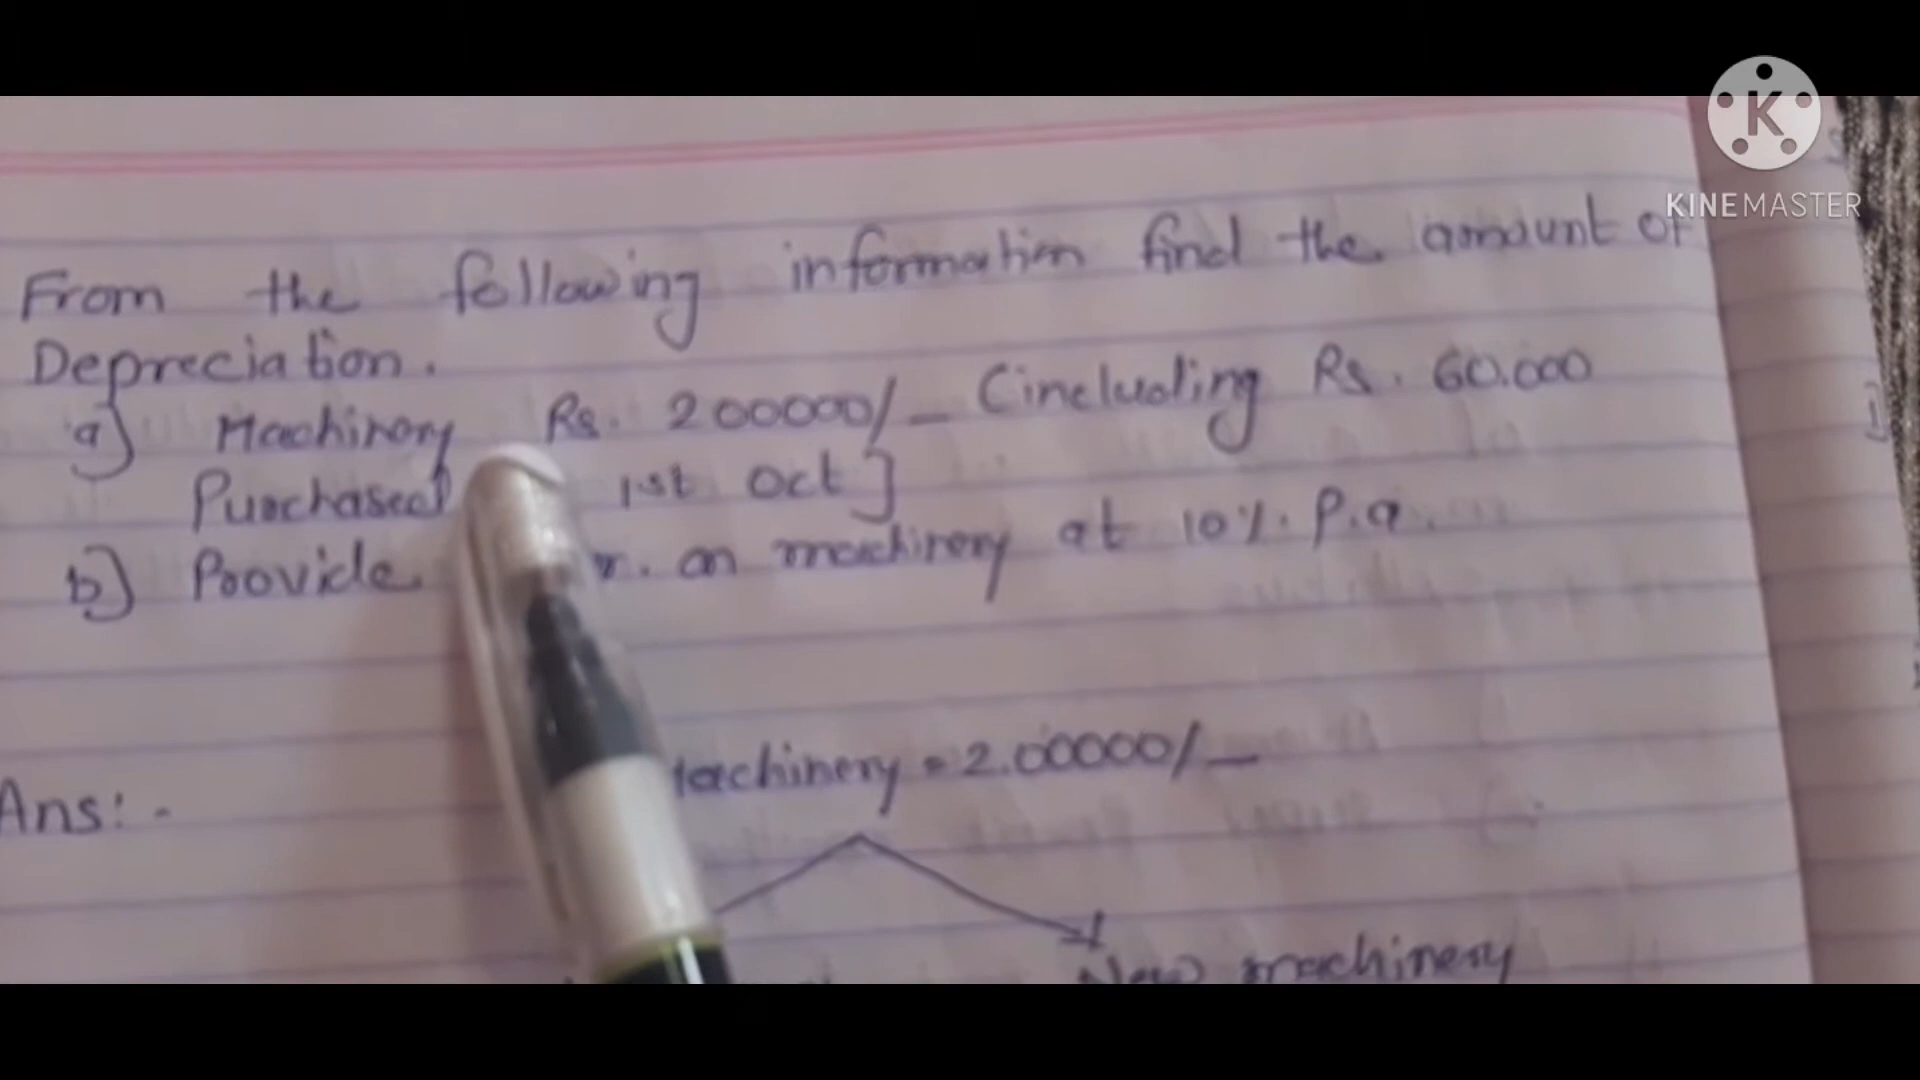 K
KINEMASTER
From the following information find the amount of
Depreciation.
a] Machinery Rs. 200000/- (including Rs. 60.000
Purchased 1st Oct]
b] Provide on machinery at 10%. P.a.
Ans:- Machinery = 2.00000/-
New machinery